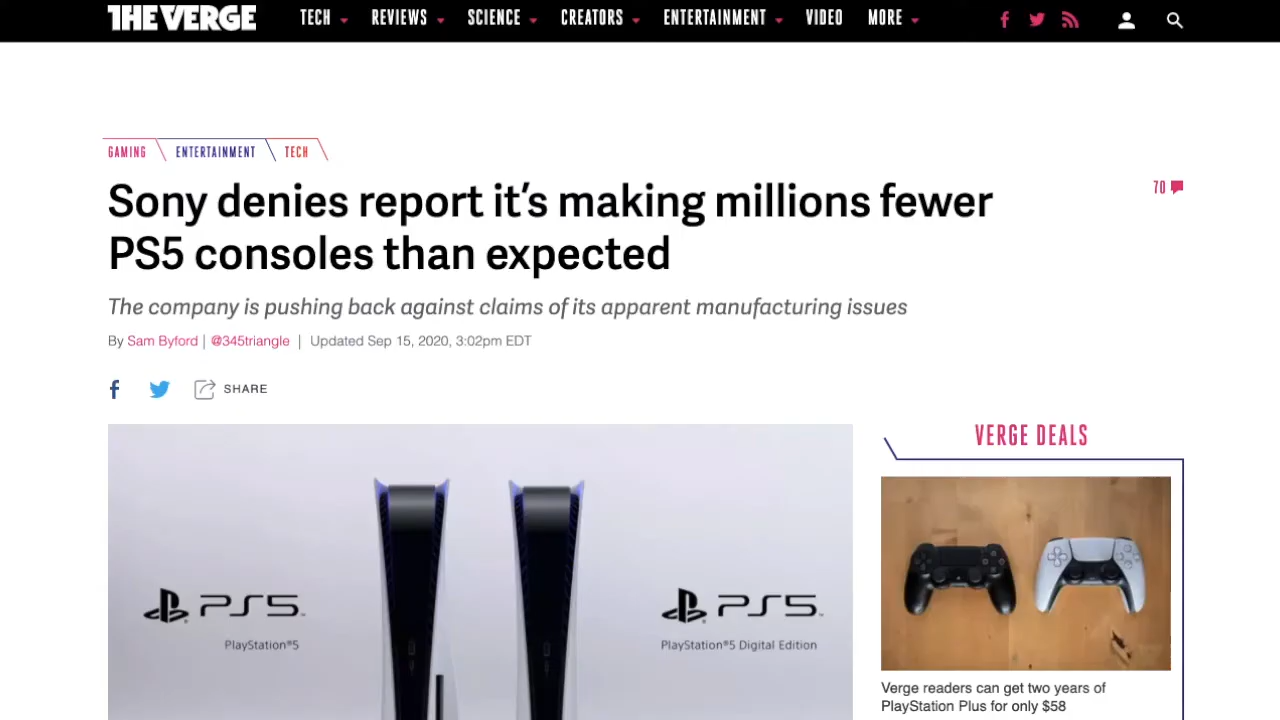 THE VERGE
TECH
REVIEWS
SCIENCE
CREATORS
ENTERTAINMENT
VIDEO
MORE
GAMING
ENTERTAINMENT
TECH
Sony denies report it's making millions fewer
PS5 consoles than expected
70
The company is pushing back against claims of its apparent manufacturing issues
By Sam Byford | @345triangle | Updated Sep 15, 2020, 3:02pm EDT
SHARE
PS5
PlayStation®5
PS5
PlayStation®5 Digital Edition
VERGE DEALS
Verge readers can get two years of
PlayStation Plus for only $58